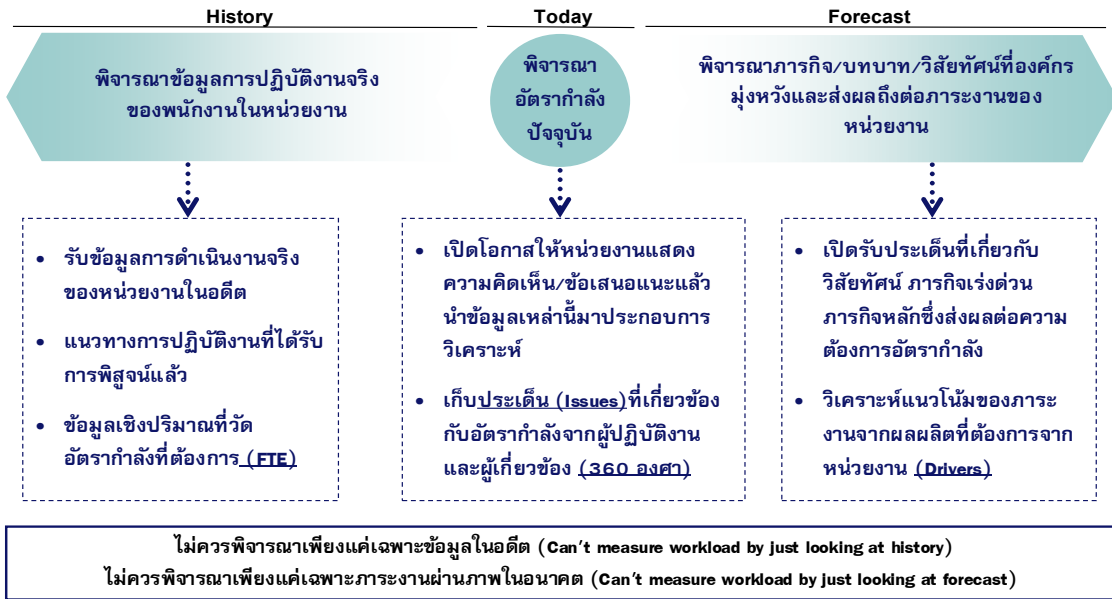 History
Today
Forecast
พิจารณาข้อมูลการปฏิบัติงานจริง
ของพนักงานในหน่วยงาน
พิจารณา
อัตรากำลัง
ปัจจุบัน
พิจารณาภารกิจ/บทบาท/วิสัยทัศน์ที่องค์กร
มุ่งหวังและส่งผลถึงต่อภาระงานของ
หน่วยงาน
• รับข้อมูลการดำเนินงานจริง
ของหน่วยงานในอดีต
• แนวทางการปฏิบัติงานที่ได้รับ
การพิสูจน์แล้ว
• ข้อมูลเชิงปริมาณที่วัด
อัตรากำลังที่ต้องการ (FTE)
• เปิดโอกาสให้หน่วยงานแสดง
ความคิดเห็น/ข้อเสนอแนะแล้ว
นำข้อมูลเหล่านี้มาประกอบการ
วิเคราะห์
• เก็บประเด็น (Issues)ที่เกี่ยวข้อง
กับอัตรากำลังจากผู้ปฏิบัติงาน
และผู้เกี่ยวข้อง (360 องศา)
• เปิดรับประเด็นที่เกี่ยวกับ
วิสัยทัศน์ ภารกิจเร่งด่วน
ภารกิจหลักซึ่งส่งผลต่อความ
ต้องการอัตรากำลัง
• วิเคราะห์แนวโน้มของภาระ
งานจากผลผลิตที่ต้องการจาก
หน่วยงาน (Drivers)
ไม่ควรพิจารณาเพียงแค่เฉพาะข้อมูลในอดีต (Can't measure workload by just looking at history)
ไม่ควรพิจารณาเพียงแค่เฉพาะภาระงานผ่านภาพในอนาคต (Can't measure workload by just looking at forecast)